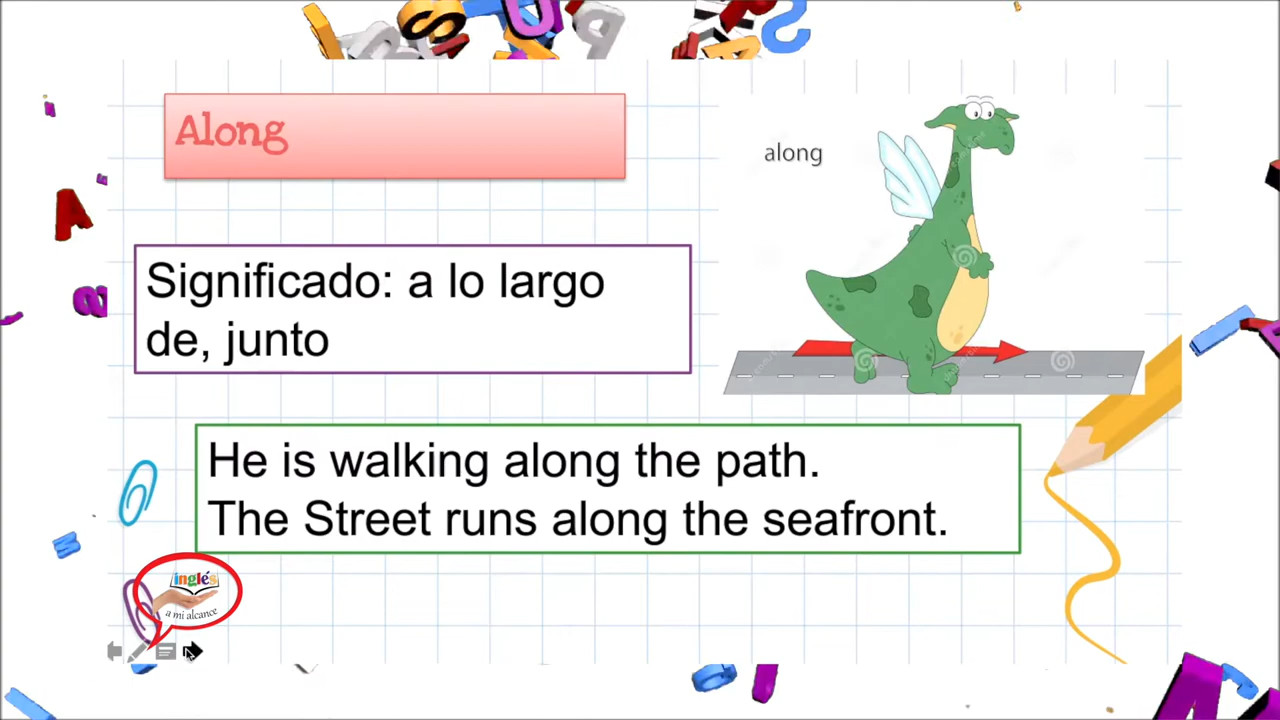 Along
along
Significado: a lo largo
de, junto
He is walking along the path.
The Street runs along the seafront.
inglés
a mi alcance